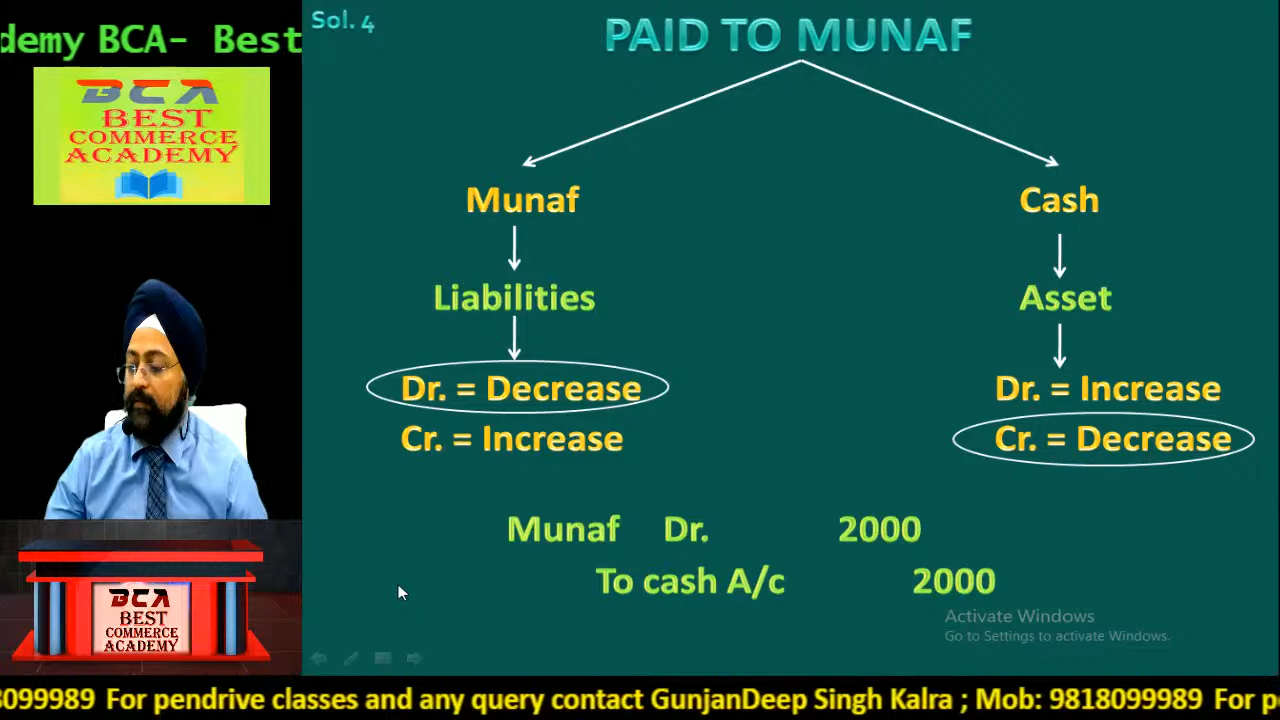 demy BCA- Best
BCA
BEST
COMMERCE
ACADEMY
Sol. 4
PAID TO MUNAF
Munaf
Cash
Liabilities
Asset
Dr. = Decrease
Dr. = Increase
Cr. = Increase
Cr. = Decrease
Munaf Dr. 2000
To cash A/c 2000
BCA
BEST
COMMERCE
ACADEMY
Activate Windows
Go to Settings to activate Windows.
8099989 For pendrive classes and any query contact GunjanDeep Singh Kalra ; Mob: 9818099989 For p